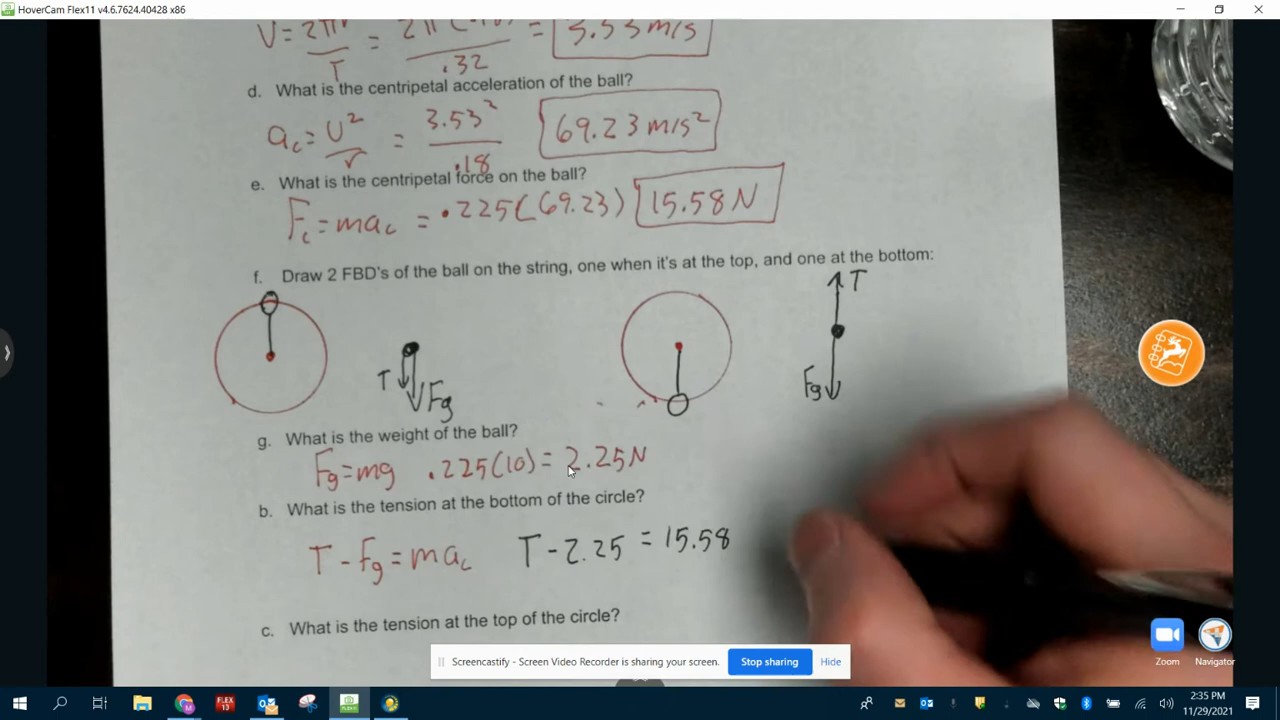 HoverCam Flex11 v4.6.7624.40428 x86
V = 2πr/T = /.32 = 3.53 m/s
d. What is the centripetal acceleration of the ball?
ac = v²/r = 3.53²/.18 69.23 m/s²
e. What is the centripetal force on the ball?
Fc = mac = .225(69.23) 15.58 N
f. Draw 2 FBD's of the ball on the string, one when it's at the top, and one at the bottom:
T Fg
T
Fg
g. What is the weight of the ball?
Fg = mg .225(10) = 2.25N
b. What is the tension at the bottom of the circle?
T - Fg = mac T - 2.25 = 15.58
c. What is the tension at the top of the circle?
Screencastify - Screen Video Recorder is sharing your screen. Stop sharing Hide
Zoom Navigator
FLEX 13 FLEX11
2:35 PM
11/29/2021